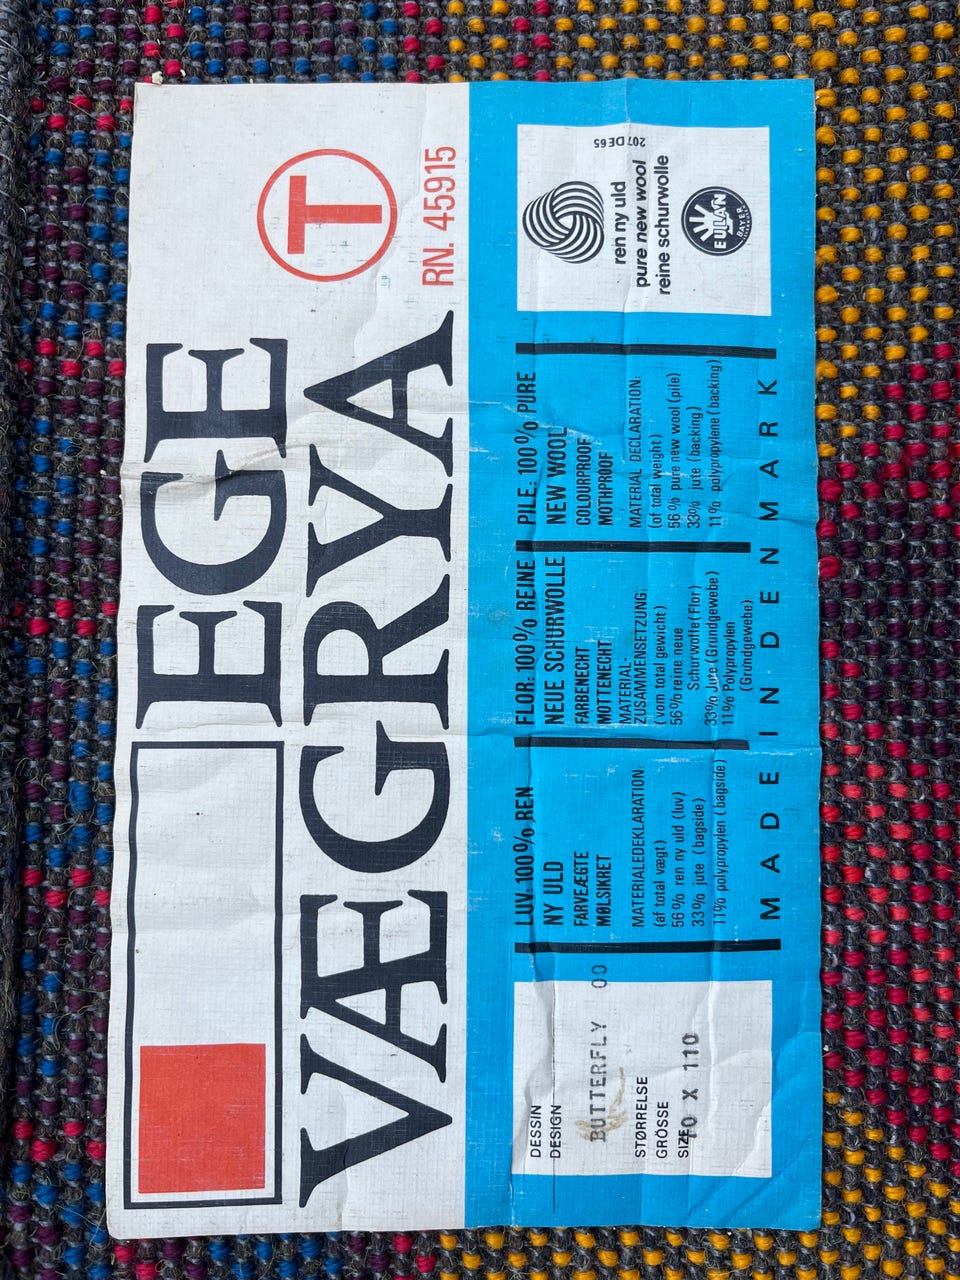 EGE
VÆGRYA
T
RN. 45915
DESSIN
DESIGN
BUTTERFLY 00
STØRRELSE
GRÖSSE
SIZE
70 X 110
LUV: 100% REN
NY ULD
FARVEÆGTE
MØLSIKRET
MATERIALEDEKLARATION:
(af total vægt)
56% ren ny uld (luv)
33% jute (bagside)
11% polypropylen (bagside)
FLOR: 100% REINE
NEUE SCHURWOLLE
FARBENECHT
MOTTENECHT
MATERIAL-
ZUSAMMENSETZUNG:
(vom total gewicht)
56% reine neue
Schurwolle (Flor)
33% Jute (Grundgewebe)
11% Polypropylen
(Grundgewebe)
PILE: 100% PURE
NEW WOOL
COLOURPROOF
MOTHPROOF
MATERIAL DECLARATION:
(of total weight)
56% pure new wool (pile)
33% jute (backing)
11% polypropylene (backing)
MADE IN DENMARK
207 DE 65
ren ny uld
pure new wool
reine schurwolle
EULAN
BAYER